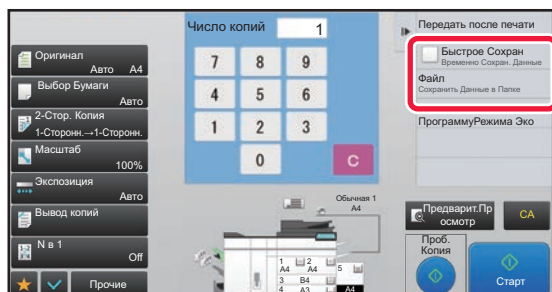 Оригинал
Авто A4
Выбор Бумаги
Авто
2-Стор. Копия
1-Сторонн.→1-Сторонн.
Масштаб
100%
Экспозиция
Авто
Вывод копий
N в 1
Off
Прочие
Число копий 1
7 8 9
4 5 6
1 2 3
0 C
Обычная 1
A4
1 A4
2 A4
3 B4
4 A3
5
A4
Передать после печати
Быстрое Сохран
Временно Сохран. Данные
Файл
Сохранить Данные в Папке
ПрограммуРежима Эко
Предварит.Пр
осмотр
CA
Проб.
Копия
Старт